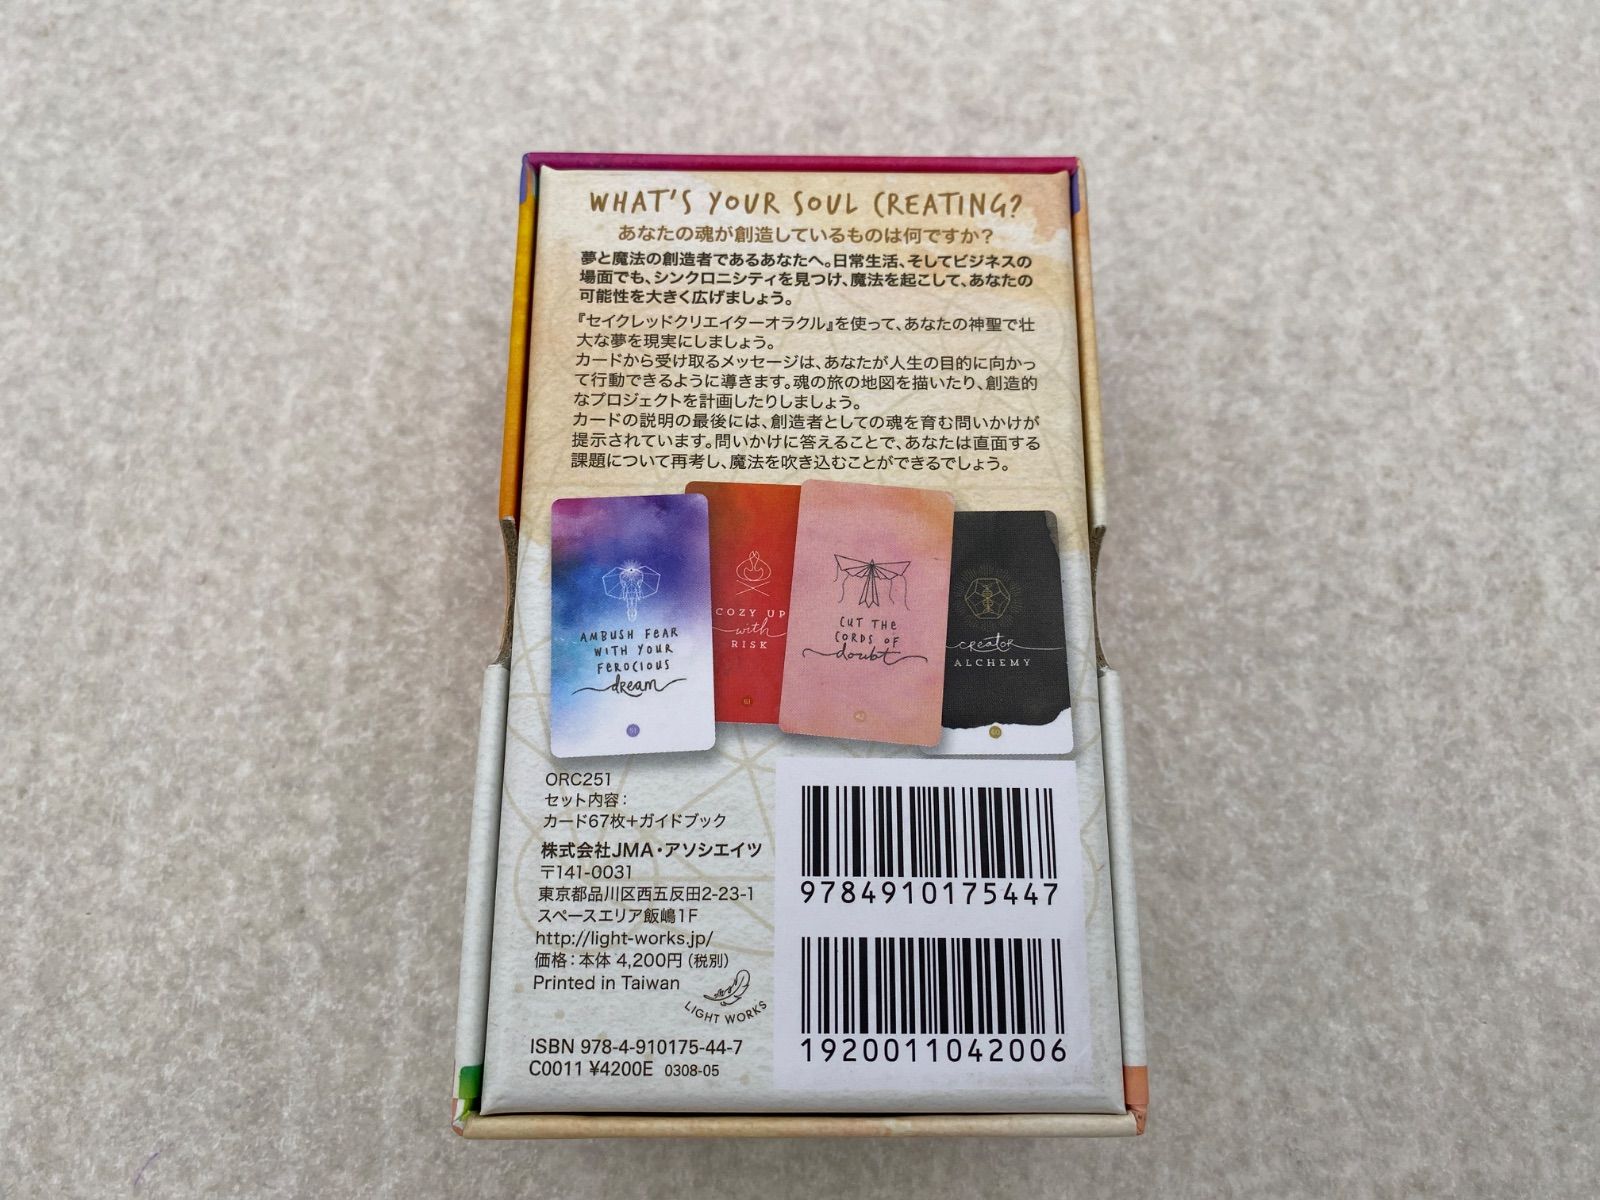 WHAT'S YOUR SOUL CREATING?
あなたの魂が創造しているものは何ですか？
夢と魔法の創造者であるあなたへ。日常生活、そしてビジネスの
場面でも、シンクロニシティを見つけ、魔法を起こして、あなたの
可能性を大きく広げましょう。
『セイクレッドクリエイターオラクル』を使って、あなたの神聖で壮
大な夢を現実にしましょう。
カードから受け取るメッセージは、あなたが人生の目的に向かっ
て行動できるように導きます。魂の旅の地図を描いたり、創造的
なプロジェクトを計画したりしましょう。
カードの説明の最後には、創造者としての魂を育む問いかけが
提示されています。問いかけに答えることで、あなたは直面する
課題について再考し、魔法を吹き込むことができるでしょう。
AMBUSH FEAR
WITH YOUR
FEROCIOUS
dream
51
COZY UP
with
RISK
61
CUT THE
CORDS OF
doubt
42
creator
ALCHEMY
60
ORC251
セット内容：
カード67枚＋ガイドブック
株式会社JMA・アソシエイツ
〒141-0031
東京都品川区西五反田2-23-1
スペースエリア飯嶋1F
http://light-works.jp/
価格：本体 4,200円（税別）
Printed in Taiwan
LIGHT WORKS
ISBN 978-4-910175-44-7
C0011 ¥4200E 0308-05
9784910175447
1920011042006